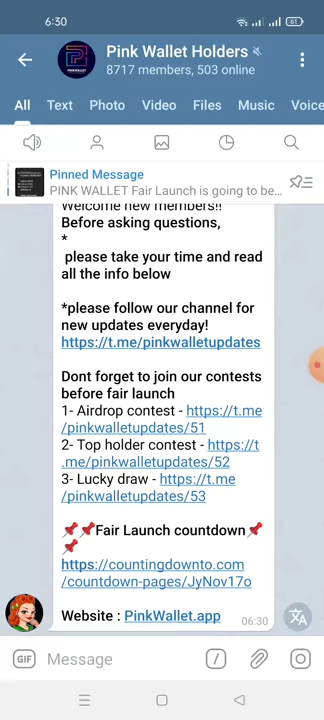 6:30
61
Pink Wallet Holders
8717 members, 503 online
All Text Photo Video Files Music Voice
Pinned Message
PINK WALLET Fair Launch is going to be...
Welcome new members!!
Before asking questions,
*
please take your time and read
all the info below
*please follow our channel for
new updates everyday!
https://t.me/pinkwalletupdates
Dont forget to join our contests
before fair launch
1- Airdrop contest - https://t.me
/pinkwalletupdates/51
2- Top holder contest - https://t
.me/pinkwalletupdates/52
3- Lucky draw - https://t.me
/pinkwalletupdates/53
📌📌Fair Launch countdown📌
📌
https://countingdownto.com
/countdown-pages/JyNov17o
Website : PinkWallet.app
06:30
GIF Message